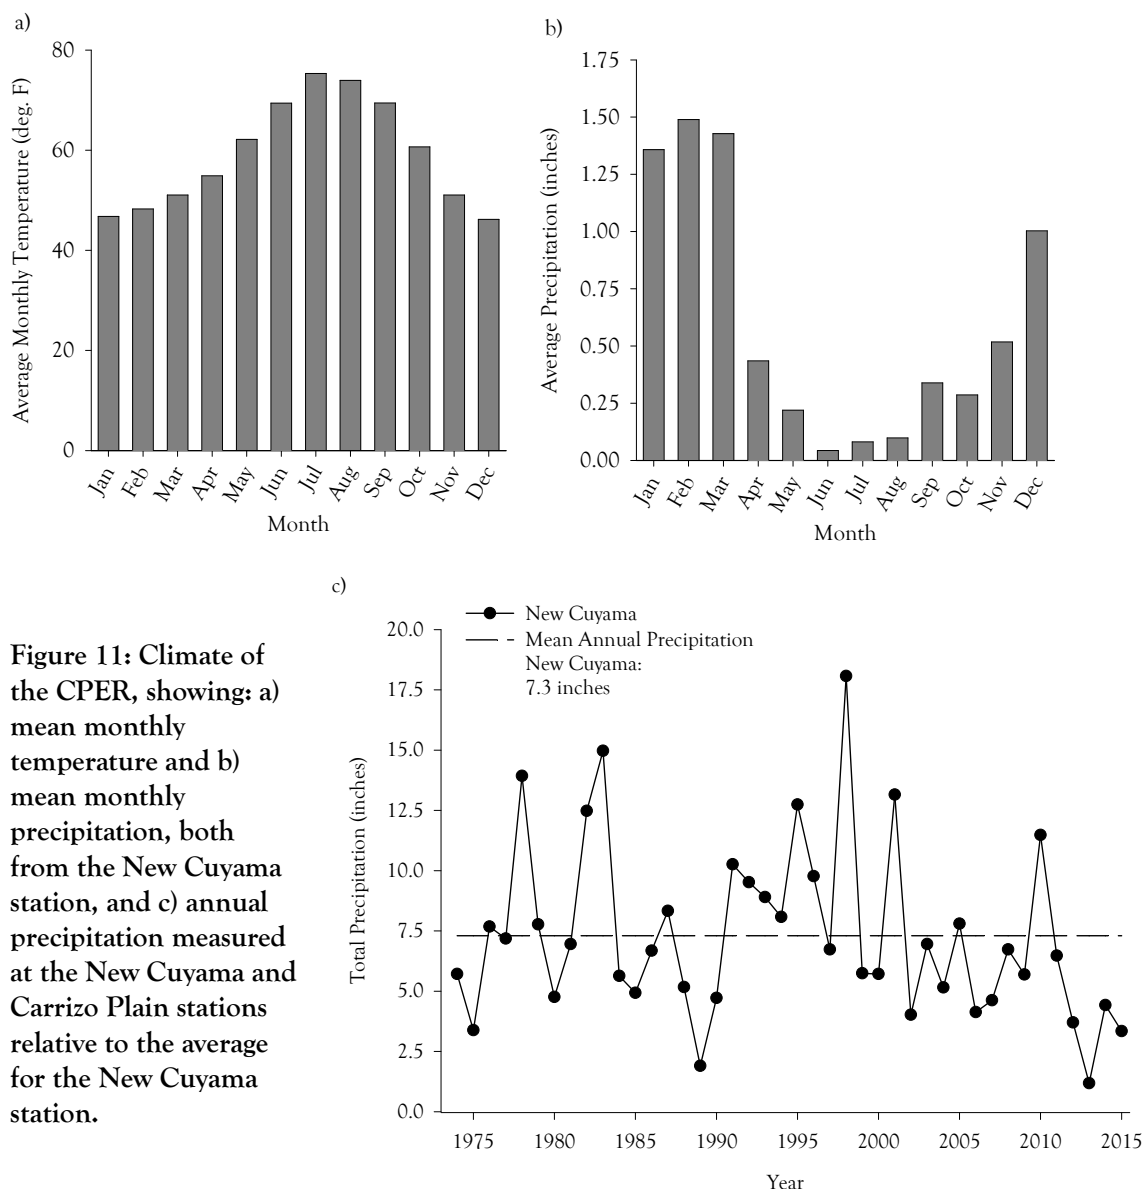 a)
80
60
40
20
0
Average Monthly Temperature (deg. F)
Jan
Feb
Mar
Apr
May
Jun
Jul
Aug
Sep
Oct
Nov
Dec
Month
b)
1.75
1.50
1.25
1.00
0.75
0.50
0.25
0.00
Average Precipitation (inches)
Jan
Feb
Mar
Apr
May
Jun
Jul
Aug
Sep
Oct
Nov
Dec
Month
Figure 11: Climate of
the CPER, showing: a)
mean monthly
temperature and b)
mean monthly
precipitation, both
from the New Cuyama
station, and c) annual
precipitation measured
at the New Cuyama and
Carrizo Plain stations
relative to the average
for the New Cuyama
station.
c)
New Cuyama
Mean Annual Precipitation
New Cuyama:
7.3 inches
20.0
17.5
15.0
12.5
10.0
7.5
5.0
2.5
0.0
Total Precipitation (inches)
1975
1980
1985
1990
1995
2000
2005
2010
2015
Year